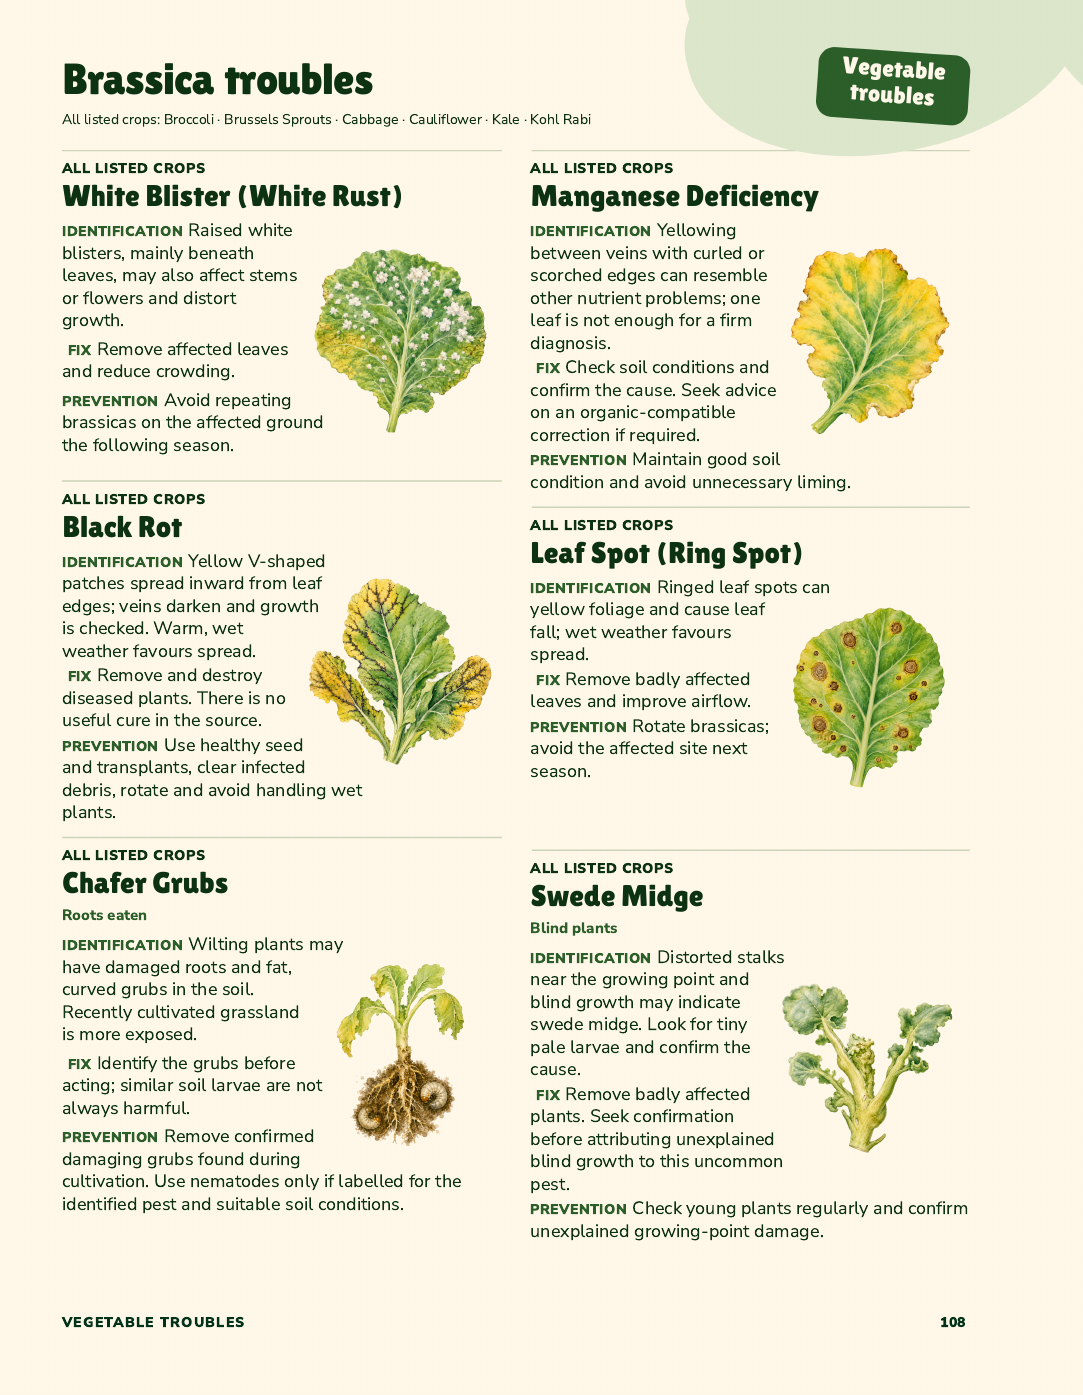 Brassica troubles
All listed crops: Broccoli · Brussels Sprouts · Cabbage · Cauliflower · Kale · Kohl Rabi
Vegetable
troubles
ALL LISTED CROPS
White Blister (White Rust)
IDENTIFICATION Raised white
blisters, mainly beneath
leaves, may also affect stems
or flowers and distort
growth.
FIX Remove affected leaves
and reduce crowding.
PREVENTION Avoid repeating
brassicas on the affected ground
the following season.
ALL LISTED CROPS
Black Rot
IDENTIFICATION Yellow V-shaped
patches spread inward from leaf
edges; veins darken and growth
is checked. Warm, wet
weather favours spread.
FIX Remove and destroy
diseased plants. There is no
useful cure in the source.
PREVENTION Use healthy seed
and transplants, clear infected
debris, rotate and avoid handling wet
plants.
ALL LISTED CROPS
Chafer Grubs
Roots eaten
IDENTIFICATION Wilting plants may
have damaged roots and fat,
curved grubs in the soil.
Recently cultivated grassland
is more exposed.
FIX Identify the grubs before
acting; similar soil larvae are not
always harmful.
PREVENTION Remove confirmed
damaging grubs found during
cultivation. Use nematodes only if labelled for the
identified pest and suitable soil conditions.
ALL LISTED CROPS
Manganese Deficiency
IDENTIFICATION Yellowing
between veins with curled or
scorched edges can resemble
other nutrient problems; one
leaf is not enough for a firm
diagnosis.
FIX Check soil conditions and
confirm the cause. Seek advice
on an organic-compatible
correction if required.
PREVENTION Maintain good soil
condition and avoid unnecessary liming.
ALL LISTED CROPS
Leaf Spot (Ring Spot)
IDENTIFICATION Ringed leaf spots can
yellow foliage and cause leaf
fall; wet weather favours
spread.
FIX Remove badly affected
leaves and improve airflow.
PREVENTION Rotate brassicas;
avoid the affected site next
season.
ALL LISTED CROPS
Swede Midge
Blind plants
IDENTIFICATION Distorted stalks
near the growing point and
blind growth may indicate
swede midge. Look for tiny
pale larvae and confirm the
cause.
FIX Remove badly affected
plants. Seek confirmation
before attributing unexplained
blind growth to this uncommon
pest.
PREVENTION Check young plants regularly and confirm
unexplained growing-point damage.
VEGETABLE TROUBLES
108